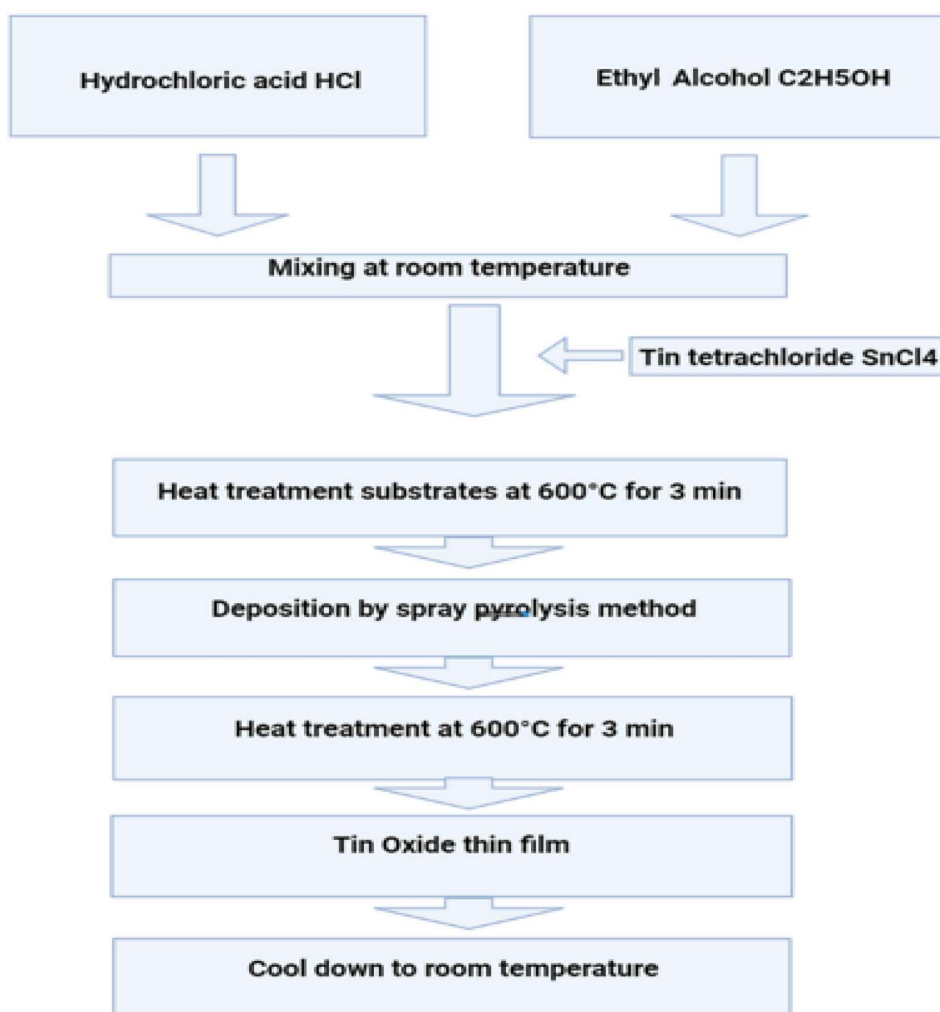 Hydrochloric acid HCl
Ethyl Alcohol C2H5OH
Mixing at room temperature
Tin tetrachloride SnCl4
Heat treatment substrates at 600°C for 3 min
Deposition by spray pyrolysis method
Heat treatment at 600°C for 3 min
Tin Oxide thin film
Cool down to room temperature